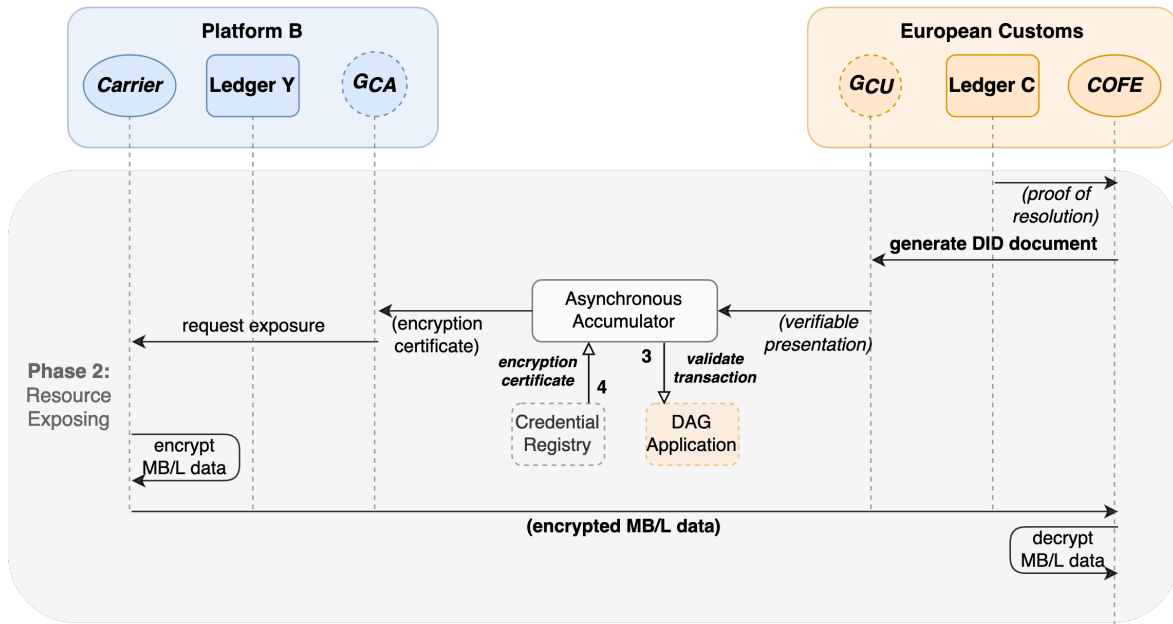 Platform B
European Customs
Carrier
Ledger Y
GCA
GCU
Ledger C
COFE
(proof of
resolution)
generate DID document
Asynchronous
Accumulator
(encryption
certificate)
(verifiable
presentation)
request exposure
encryption
certificate
4
3
validate
transaction
Phase 2:
Resource
Exposing
Credential
Registry
DAG
Application
encrypt
MB/L data
(encrypted MB/L data)
decrypt
MB/L data